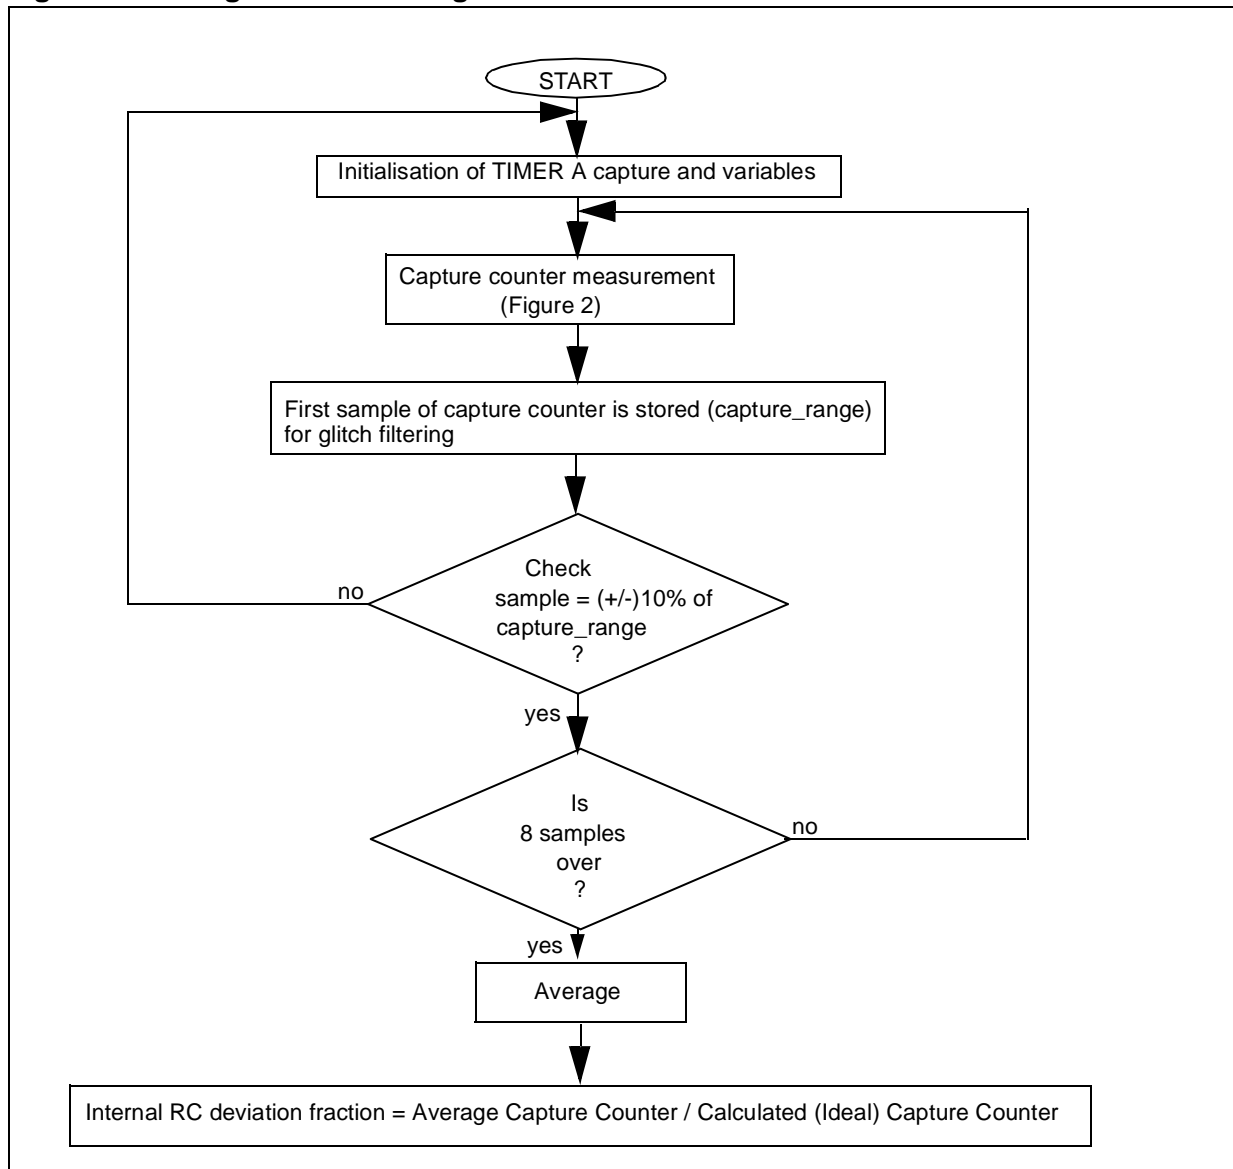 START
Initialisation of TIMER A capture and variables
Capture counter measurement
(Figure 2)
First sample of capture counter is stored (capture_range)
for glitch filtering
Check
sample = (+/-)10% of
capture_range
?
no
yes
Is
8 samples
over
?
no
yes
Average
Internal RC deviation fraction = Average Capture Counter / Calculated (Ideal) Capture Counter